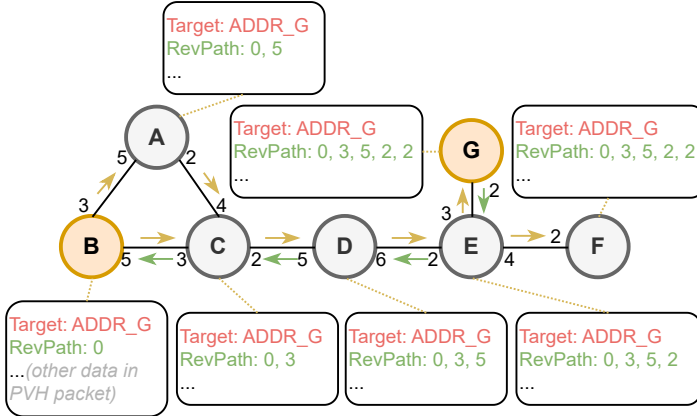 Target: ADDR_G
RevPath: 0, 5
...
A
5
2
Target: ADDR_G
RevPath: 0, 3, 5, 2, 2
...
G
Target: ADDR_G
RevPath: 0, 3, 5, 2, 2
...
2
3
4
3
B
5
3
C
2
5
D
6
2
E
4
2
F
Target: ADDR_G
RevPath: 0
...(other data in
PVH packet)
Target: ADDR_G
RevPath: 0, 3
...
Target: ADDR_G
RevPath: 0, 3, 5
...
Target: ADDR_G
RevPath: 0, 3, 5, 2
...